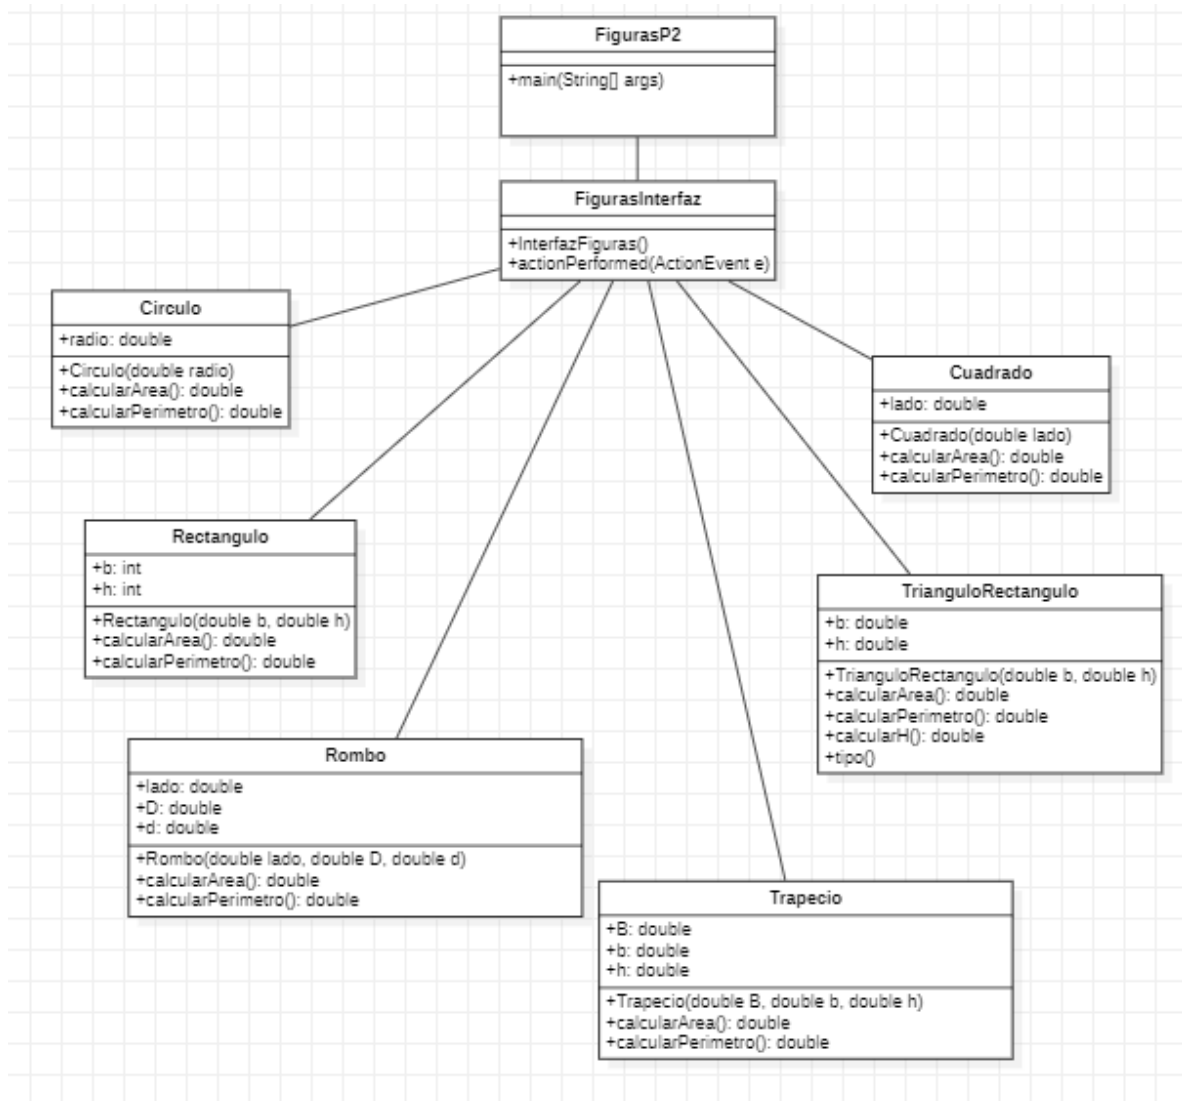 FigurasP2
+main(String[] args)
FigurasInterfaz
+InterfazFiguras()
+actionPerformed(ActionEvent e)
Circulo
+radio: double
+Circulo(double radio)
+calcularArea(): double
+calcularPerimetro(): double
Cuadrado
+lado: double
+Cuadrado(double lado)
+calcularArea(): double
+calcularPerimetro(): double
Rectangulo
+b: int
+h: int
+Rectangulo(double b, double h)
+calcularArea(): double
+calcularPerimetro(): double
TrianguloRectangulo
+b: double
+h: double
+TrianguloRectangulo(double b, double h)
+calcularArea(): double
+calcularPerimetro(): double
+calcularH(): double
+tipo()
Rombo
+lado: double
+D: double
+d: double
+Rombo(double lado, double D, double d)
+calcularArea(): double
+calcularPerimetro(): double
Trapecio
+B: double
+b: double
+h: double
+Trapecio(double B, double b, double h)
+calcularArea(): double
+calcularPerimetro(): double